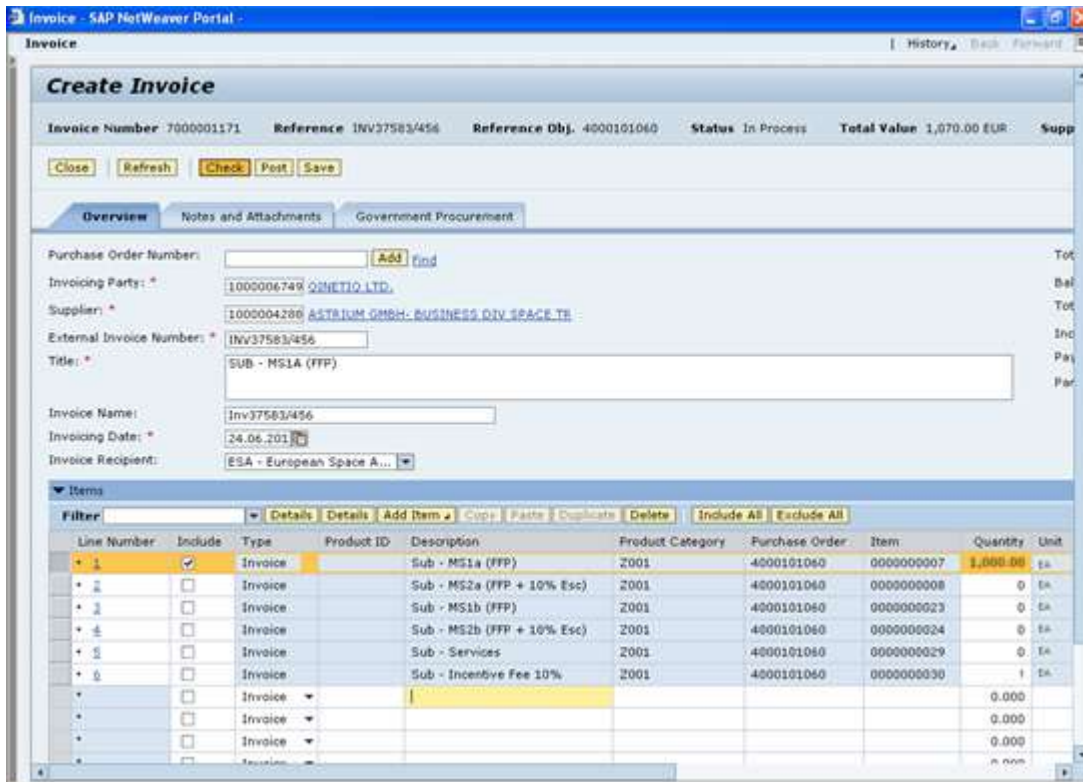 Invoice - SAP NetWeaver Portal -
Invoice | History Back Forward
Create Invoice
Invoice Number 7000001171 Reference INV37583/456 Reference Obj. 4000101060 Status In Process Total Value 1,070.00 EUR Supp
Close Refresh Check Post Save
Overview Notes and Attachments Government Procurement
Purchase Order Number: Add Find Tot
Invoicing Party: * 1000006749 QINETIQ LTD. Bal
Supplier: * 1000004286 ASTRIUM GMBH- BUSINESS DIV SPACE TR Tot
External Invoice Number: * INV37583/456 Inc
Title: * SUB - MS1A (FFP) Pay
Par
Invoice Name: Inv37583/456
Invoicing Date: * 24.06.201
Invoice Recipient: ESA - European Space A...
Items
Filter Details Details Add Item Copy Paste Duplicate Delete Include All Exclude All
Line Number Include Type Product ID Description Product Category Purchase Order Item Quantity Unit
• 1 Invoice Sub - MS1a (FFP) Z001 4000101060 0000000007 1,000.00 EA
• 2 Invoice Sub - MS2a (FFP + 10% Esc) Z001 4000101060 0000000008 0 EA
• 3 Invoice Sub - MS1b (FFP) Z001 4000101060 0000000023 0 EA
• 4 Invoice Sub - MS2b (FFP + 10% Esc) Z001 4000101060 0000000024 0 EA
• 5 Invoice Sub - Services Z001 4000101060 0000000029 0 EA
• 6 Invoice Sub - Incentive Fee 10% Z001 4000101060 0000000030 1 EA
• Invoice 0.000
• Invoice 0.000
• Invoice 0.000